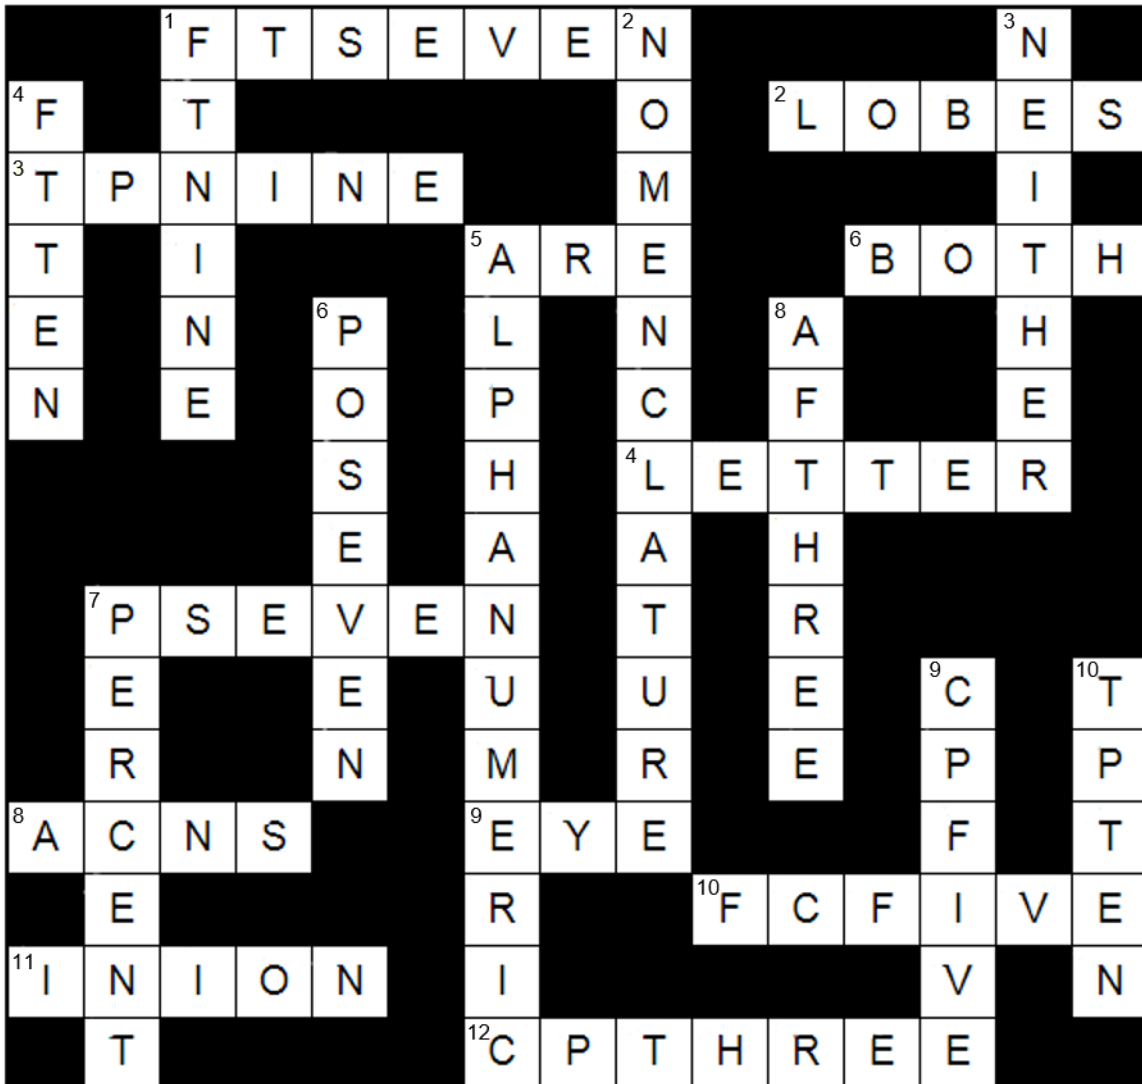 1 F T S E V E 2 N 3 N
4 F T O 2 L O B E S
3 T P N I N E M I
T I 5 A R E 6 B O T H
E N 6 P L N 8 A H
N E O P C F E
S H 4 L E T T E R
E A A H
7 P S E V E N T R
E E U U E 9 C 10 T
R N M R E P P
8 A C N S 9 E Y E F T
E R 10 F C F I V E
11 I N I O N I V N
T 12 C P T H R E E